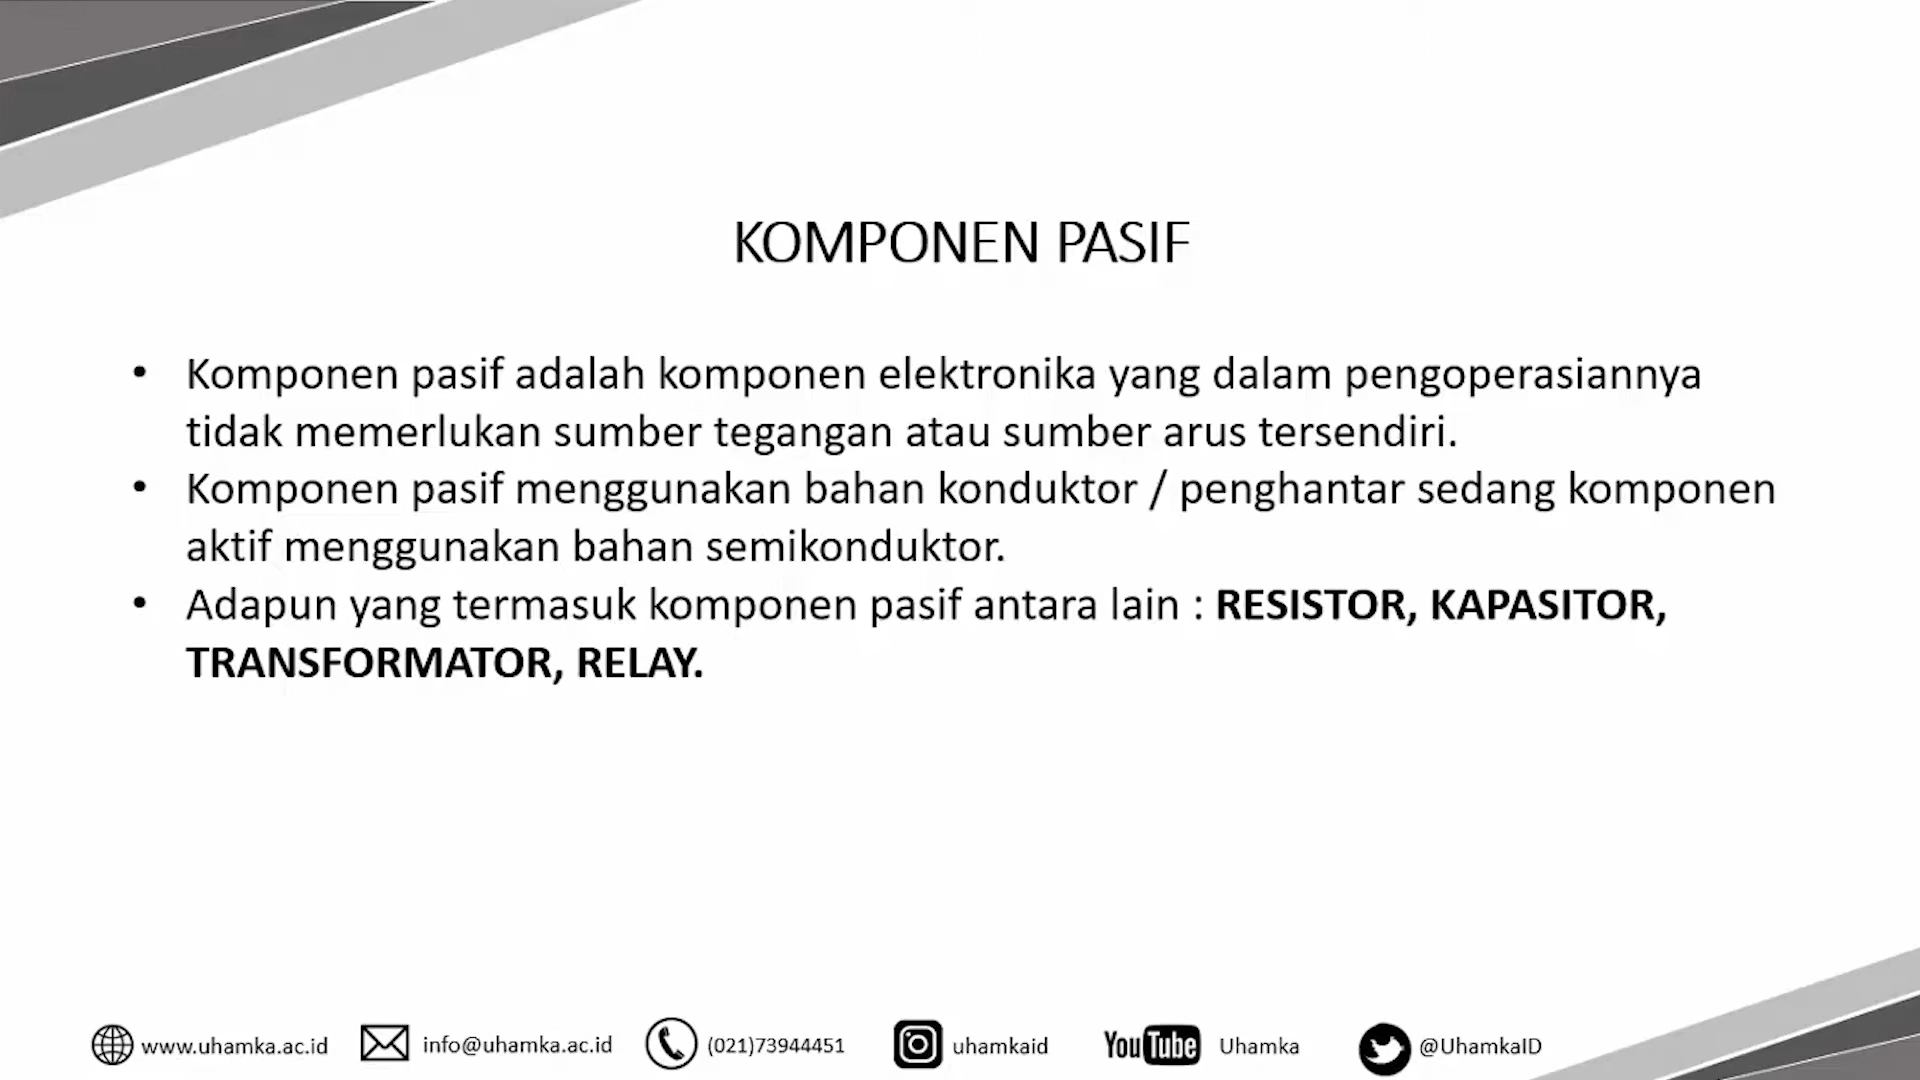 KOMPONEN PASIF
• Komponen pasif adalah komponen elektronika yang dalam pengoperasiannya
tidak memerlukan sumber tegangan atau sumber arus tersendiri.
• Komponen pasif menggunakan bahan konduktor / penghantar sedang komponen
aktif menggunakan bahan semikonduktor.
• Adapun yang termasuk komponen pasif antara lain : RESISTOR, KAPASITOR,
TRANSFORMATOR, RELAY.
www.uhamka.ac.id info@uhamka.ac.id (021)73944451 uhamkaid YouTube Uhamka @UhamkaID